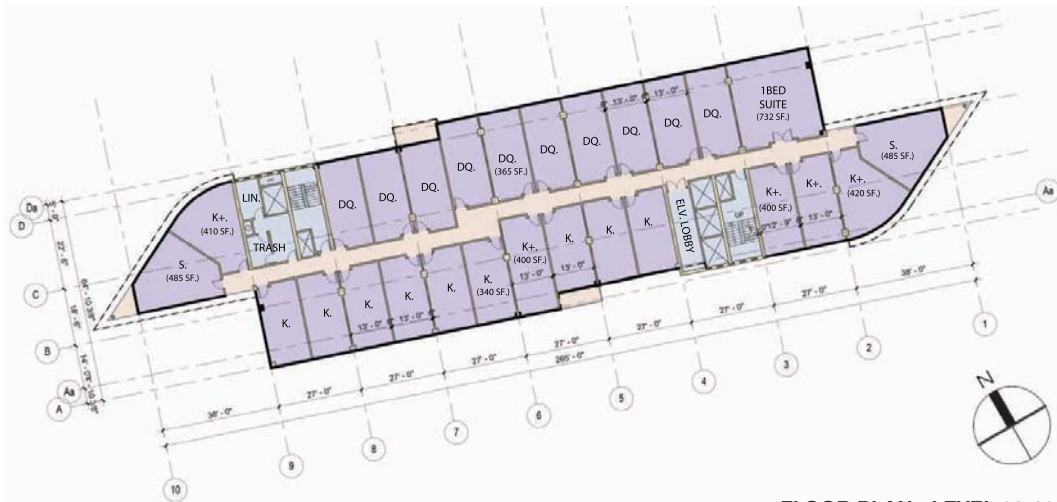 1BED
SUITE
(732 SF.)
DQ.
DQ.
DQ.
DQ.
DQ.
(365 SF.)
DQ.
DQ.
DQ.
DQ.
DQ.
S.
(485 SF.)
K+.
(420 SF.)
K+.
K+.
(400 SF.)
UP
ELV. LOBBY
LIN.
TRASH
K+.
(410 SF.)
S.
(485 SF.)
K.
K.
K.
K+.
(400 SF.)
K.
(340 SF.)
K.
K.
K.
K.
K.
13'-0"
13'-0"
13'-0"
13'-0"
13'-0"
13'-0"
13'-0"
Da
D
C
B
Aa
A
Aa
38'-0"
27'-0"
27'-0"
27'-0"
27'-0"
27'-0"
27'-0"
27'-0"
38'-0"
265'-0"
10
9
8
7
6
5
4
3
2
1
N